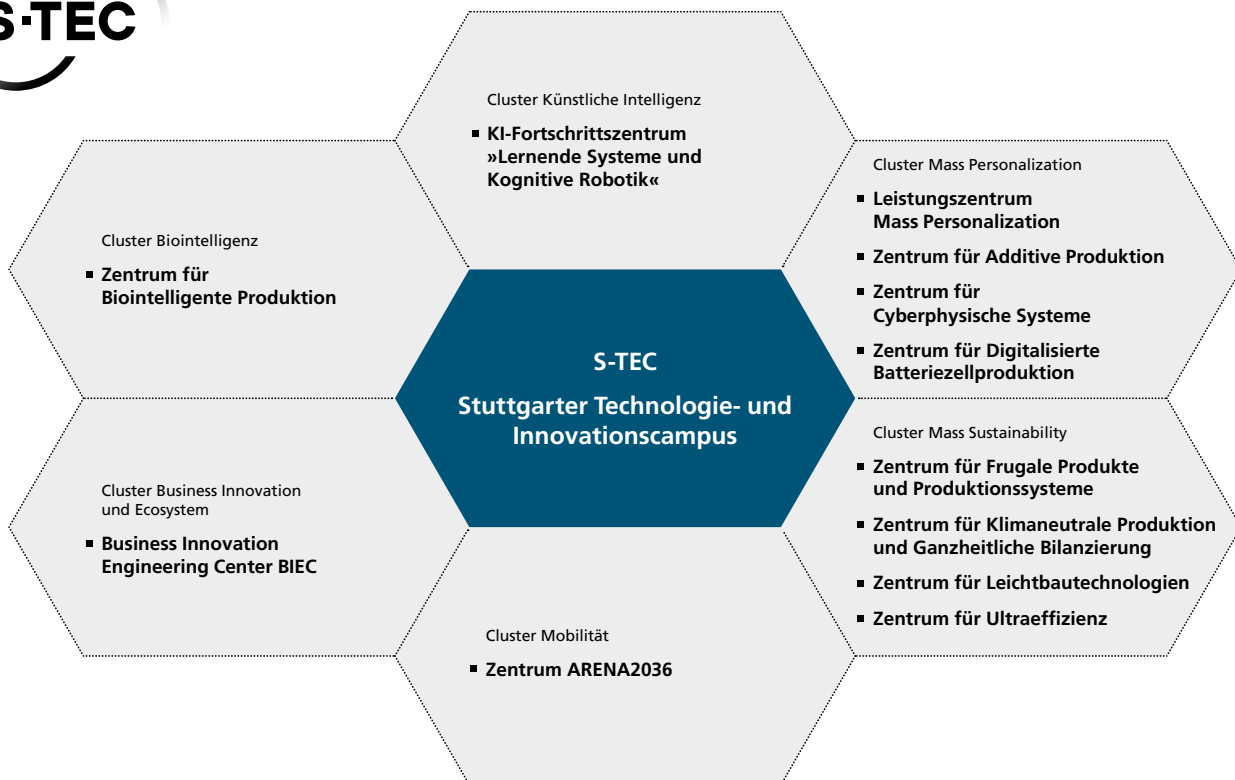 S-TEC
Cluster Künstliche Intelligenz
▪ KI-Fortschrittszentrum
»Lernende Systeme und
Kognitive Robotik«
Cluster Mass Personalization
▪ Leistungszentrum
Mass Personalization
▪ Zentrum für Additive Produktion
▪ Zentrum für
Cyberphysische Systeme
▪ Zentrum für Digitalisierte
Batteriezellproduktion
Cluster Biointelligenz
▪ Zentrum für
Biointelligente Produktion
S-TEC
Stuttgarter Technologie- und
Innovationscampus
Cluster Mass Sustainability
▪ Zentrum für Frugale Produkte
und Produktionssysteme
▪ Zentrum für Klimaneutrale Produktion
und Ganzheitliche Bilanzierung
▪ Zentrum für Leichtbautechnologien
▪ Zentrum für Ultraeffizienz
Cluster Business Innovation
und Ecosystem
▪ Business Innovation
Engineering Center BIEC
Cluster Mobilität
▪ Zentrum ARENA2036